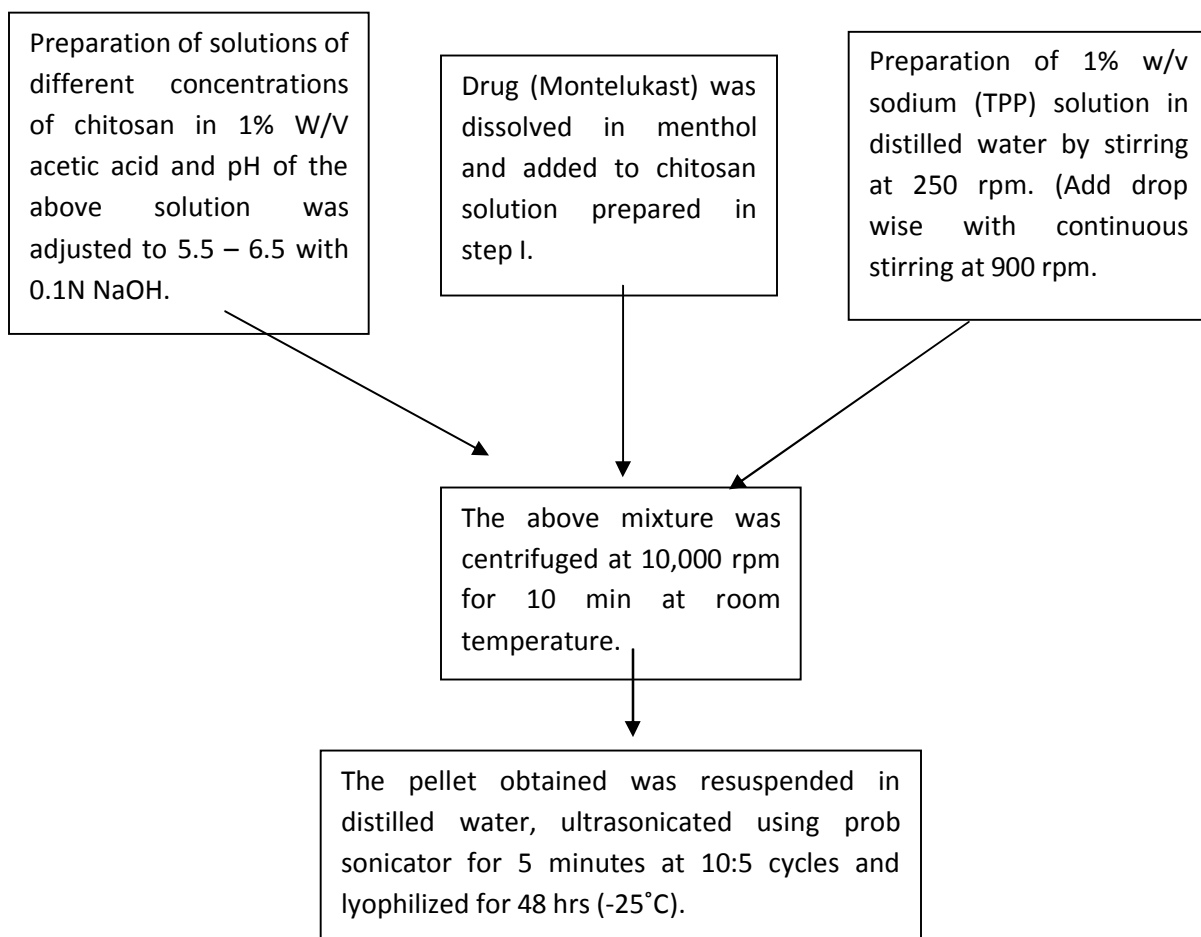 Preparation of solutions of
different concentrations
of chitosan in 1% W/V
acetic acid and pH of the
above solution was
adjusted to 5.5 – 6.5 with
0.1N NaOH.
Drug (Montelukast) was
dissolved in menthol
and added to chitosan
solution prepared in
step I.
Preparation of 1% w/v
sodium (TPP) solution in
distilled water by stirring
at 250 rpm. (Add drop
wise with continuous
stirring at 900 rpm.
The above mixture was
centrifuged at 10,000 rpm
for 10 min at room
temperature.
The pellet obtained was resuspended in
distilled water, ultrasonicated using prob
sonicator for 5 minutes at 10:5 cycles and
lyophilized for 48 hrs (-25˚C).